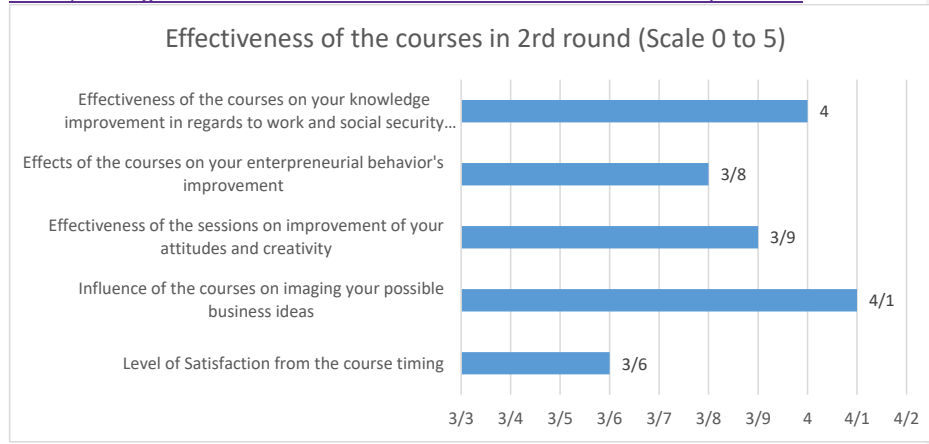 Effectiveness of the courses in 2rd round (Scale 0 to 5)
Effectiveness of the courses on your knowledge
improvement in regards to work and social security...
4
Effects of the courses on your enterpreneurial behavior's
improvement
3/8
Effectiveness of the sessions on improvement of your
attitudes and creativity
3/9
Influence of the courses on imaging your possible
business ideas
4/1
Level of Satisfaction from the course timing
3/6
3/3 3/4 3/5 3/6 3/7 3/8 3/9 4 4/1 4/2